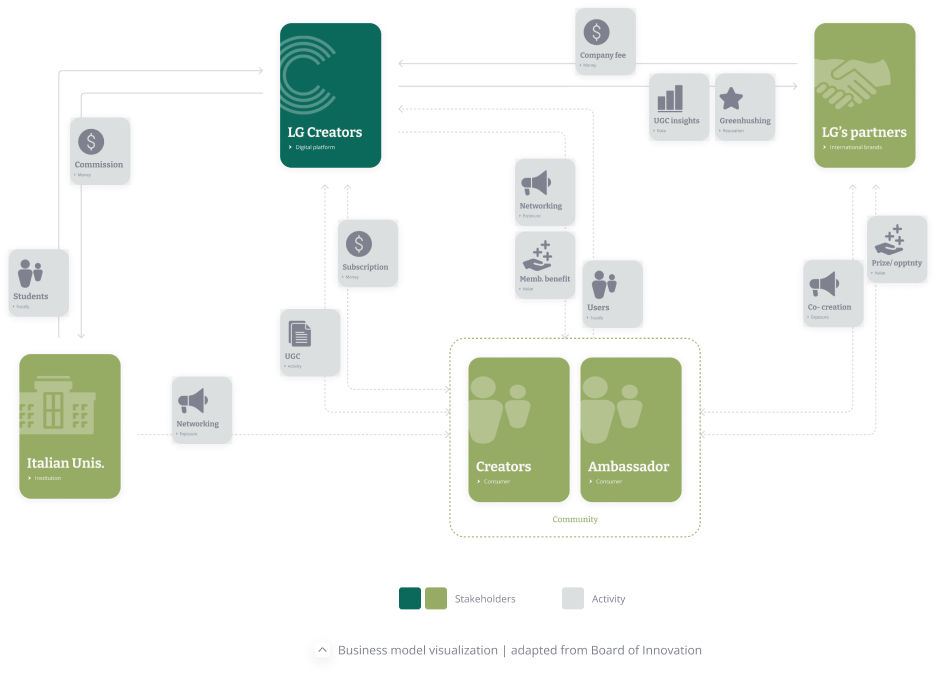 Company fee
Money
LG Creators
Digital platform
UGC insights
Data
Greenhushing
Reputation
LG's partners
International brands
Commission
Money
Networking
Exposure
Subscription
Money
Memb. benefit
Value
Prize/ opptnty
Value
Students
Traffic
Users
Traffic
Co- creation
Exposure
UGC
Activity
Networking
Exposure
Italian Unis.
Institution
Creators
Consumer
Ambassador
Consumer
Community
Stakeholders
Activity
Business model visualization | adapted from Board of Innovation